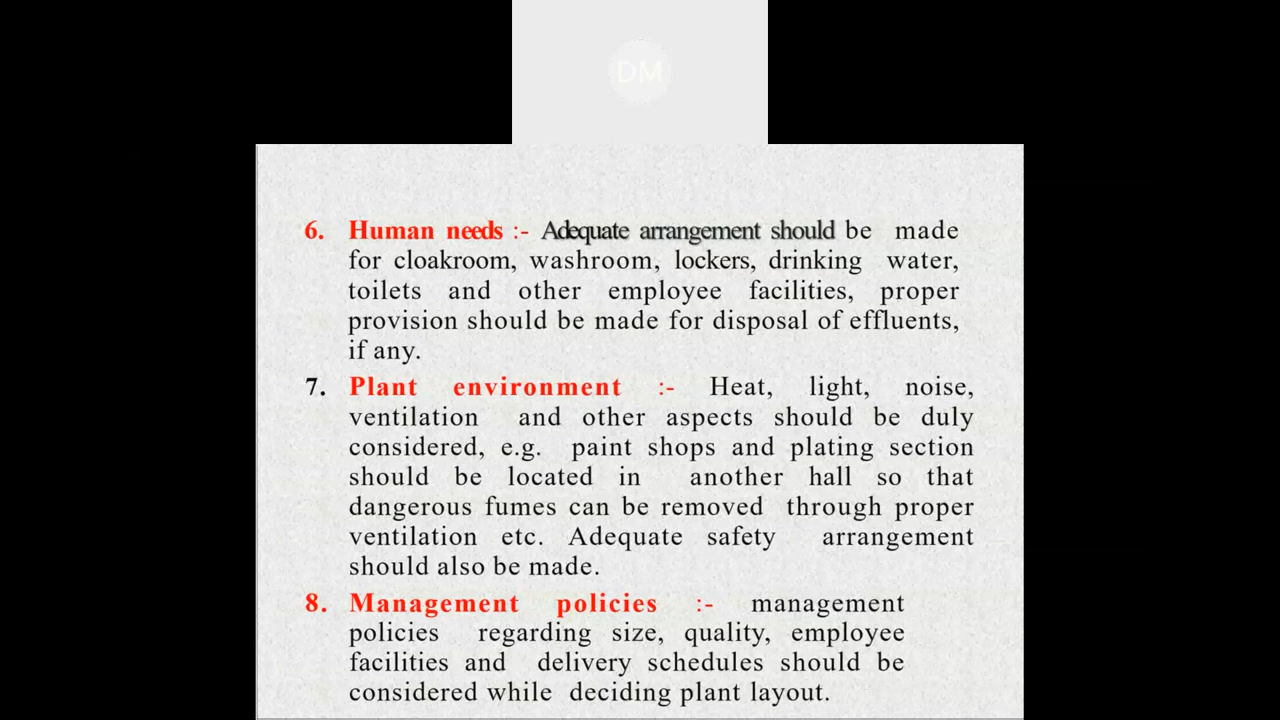 DM
6. Human needs :- Adequate arrangement should be made
for cloakroom, washroom, lockers, drinking water,
toilets and other employee facilities, proper
provision should be made for disposal of effluents,
if any.
7. Plant environment :- Heat, light, noise,
ventilation and other aspects should be duly
considered, e.g. paint shops and plating section
should be located in another hall so that
dangerous fumes can be removed through proper
ventilation etc. Adequate safety arrangement
should also be made.
8. Management policies :- management
policies regarding size, quality, employee
facilities and delivery schedules should be
considered while deciding plant layout.